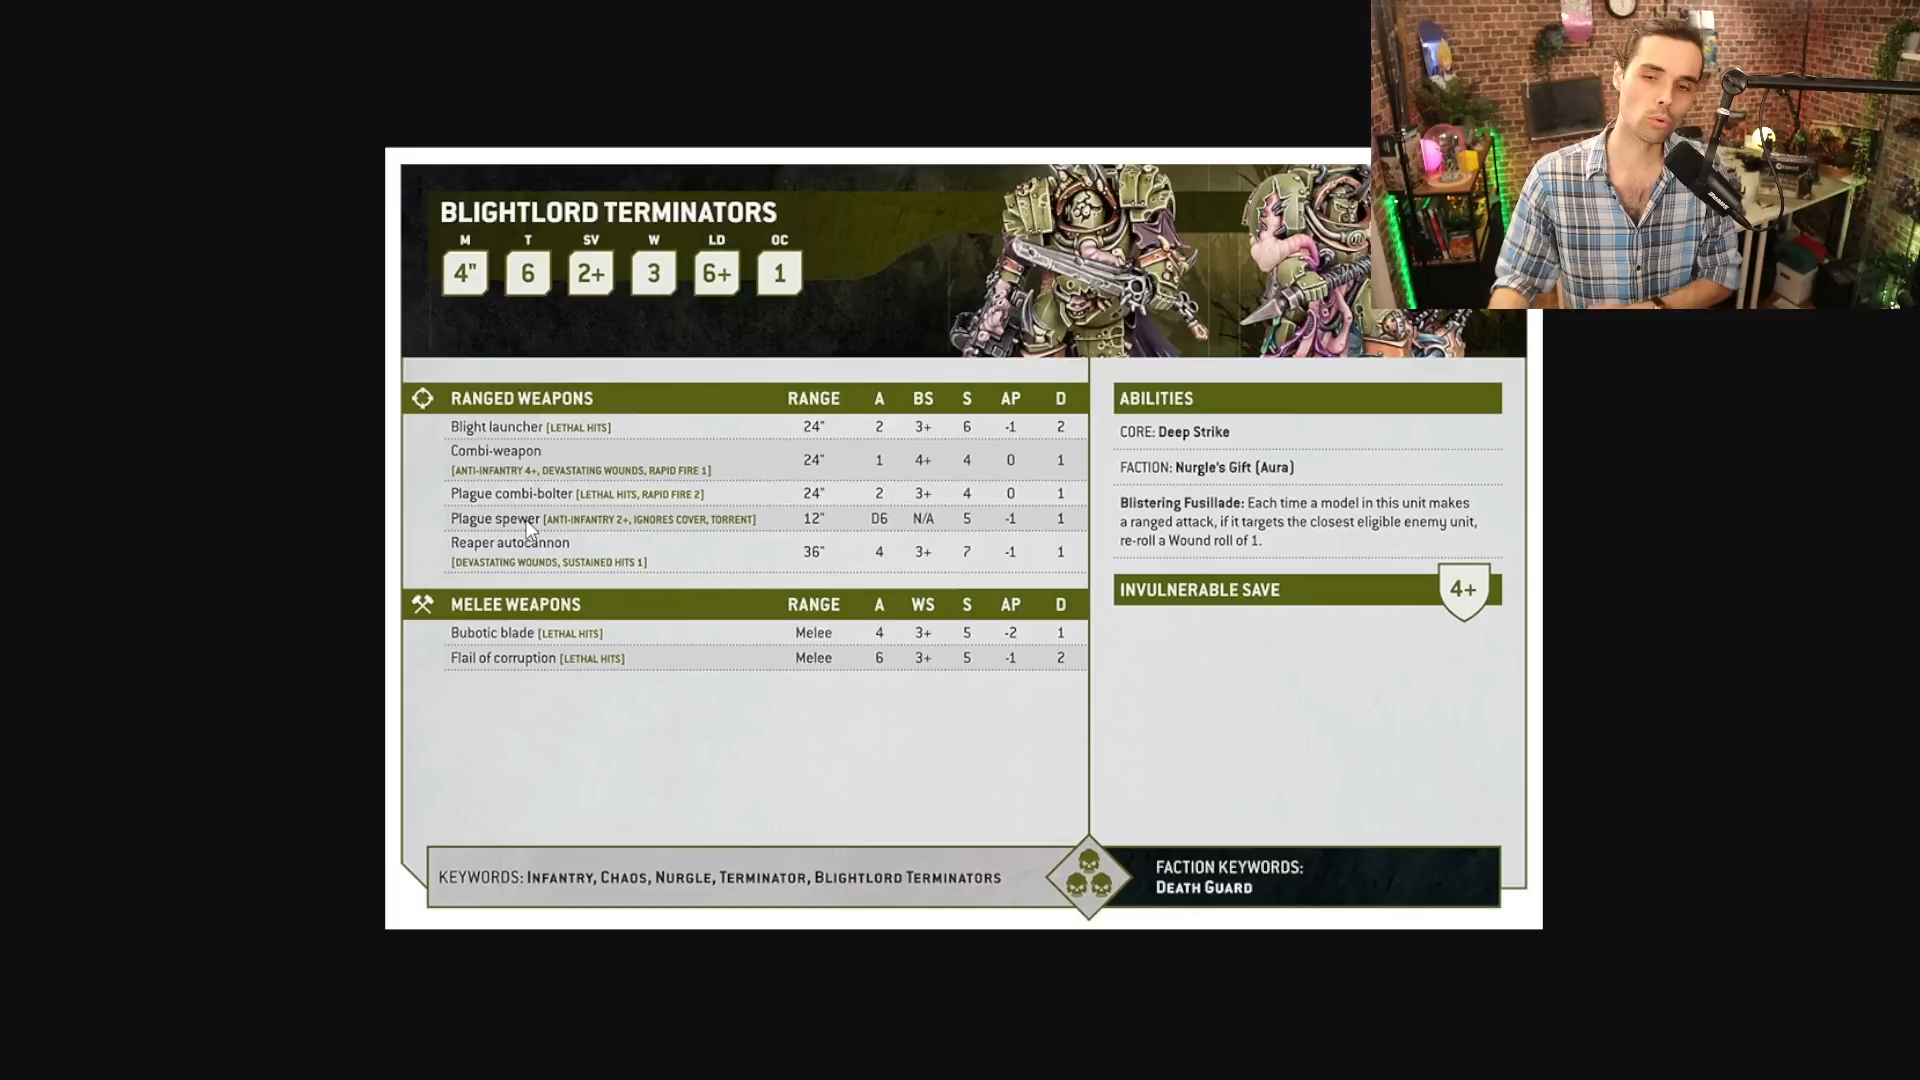 BLIGHTLORD TERMINATORS
M T SV W LD OC
4" 6 2+ 3 6+ 1
RANGED WEAPONS RANGE A BS S AP D
Blight launcher [LETHAL HITS] 24" 2 3+ 6 -1 2
Combi-weapon
[ANTI-INFANTRY 4+, DEVASTATING WOUNDS, RAPID FIRE 1] 24" 1 4+ 4 0 1
Plague combi-bolter [LETHAL HITS, RAPID FIRE 2] 24" 2 3+ 4 0 1
Plague spewer [ANTI-INFANTRY 2+, IGNORES COVER, TORRENT] 12" D6 N/A 5 -1 1
Reaper autocannon
[DEVASTATING WOUNDS, SUSTAINED HITS 1] 36" 4 3+ 7 -1 1
MELEE WEAPONS RANGE A WS S AP D
Bubotic blade [LETHAL HITS] Melee 4 3+ 5 -2 1
Flail of corruption [LETHAL HITS] Melee 6 3+ 5 -1 2
ABILITIES
CORE: Deep Strike
FACTION: Nurgle's Gift (Aura)
Blistering Fusillade: Each time a model in this unit makes
a ranged attack, if it targets the closest eligible enemy unit,
re-roll a Wound roll of 1.
INVULNERABLE SAVE 4+
KEYWORDS: INFANTRY, CHAOS, NURGLE, TERMINATOR, BLIGHTLORD TERMINATORS
FACTION KEYWORDS:
DEATH GUARD